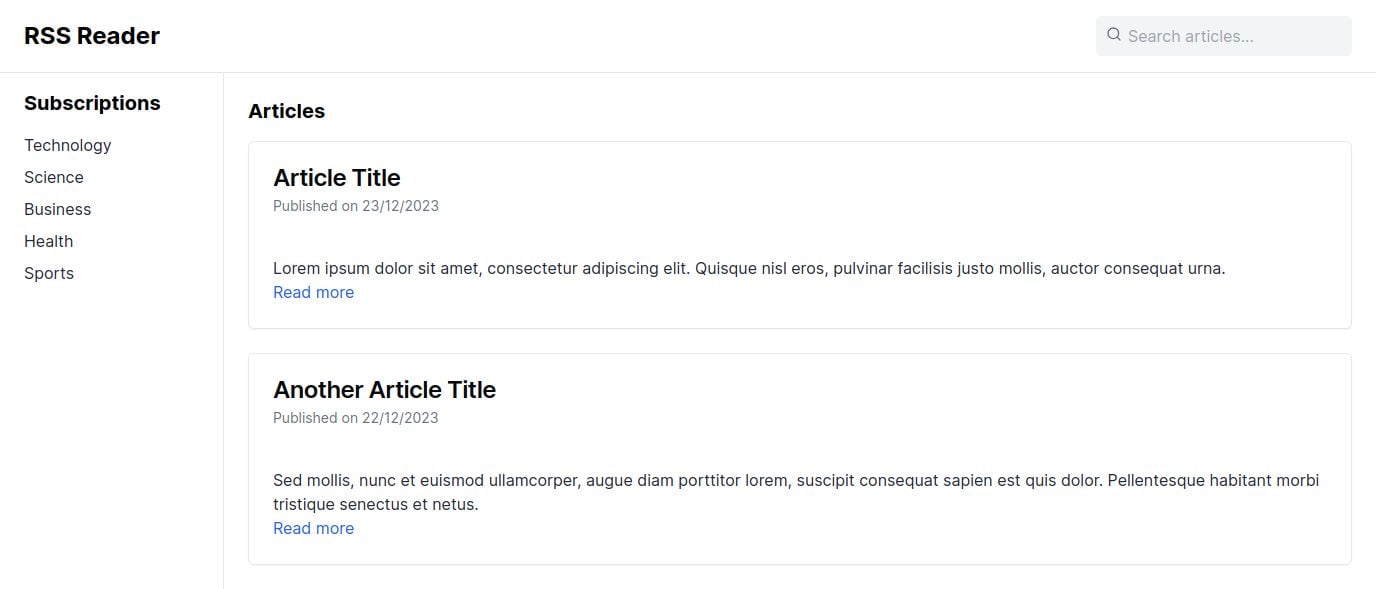 RSS Reader
Search articles...
Subscriptions
Technology
Science
Business
Health
Sports
Articles
Article Title
Published on 23/12/2023
Lorem ipsum dolor sit amet, consectetur adipiscing elit. Quisque nisl eros, pulvinar facilisis justo mollis, auctor consequat urna.
Read more
Another Article Title
Published on 22/12/2023
Sed mollis, nunc et euismod ullamcorper, augue diam porttitor lorem, suscipit consequat sapien est quis dolor. Pellentesque habitant morbi
tristique senectus et netus.
Read more